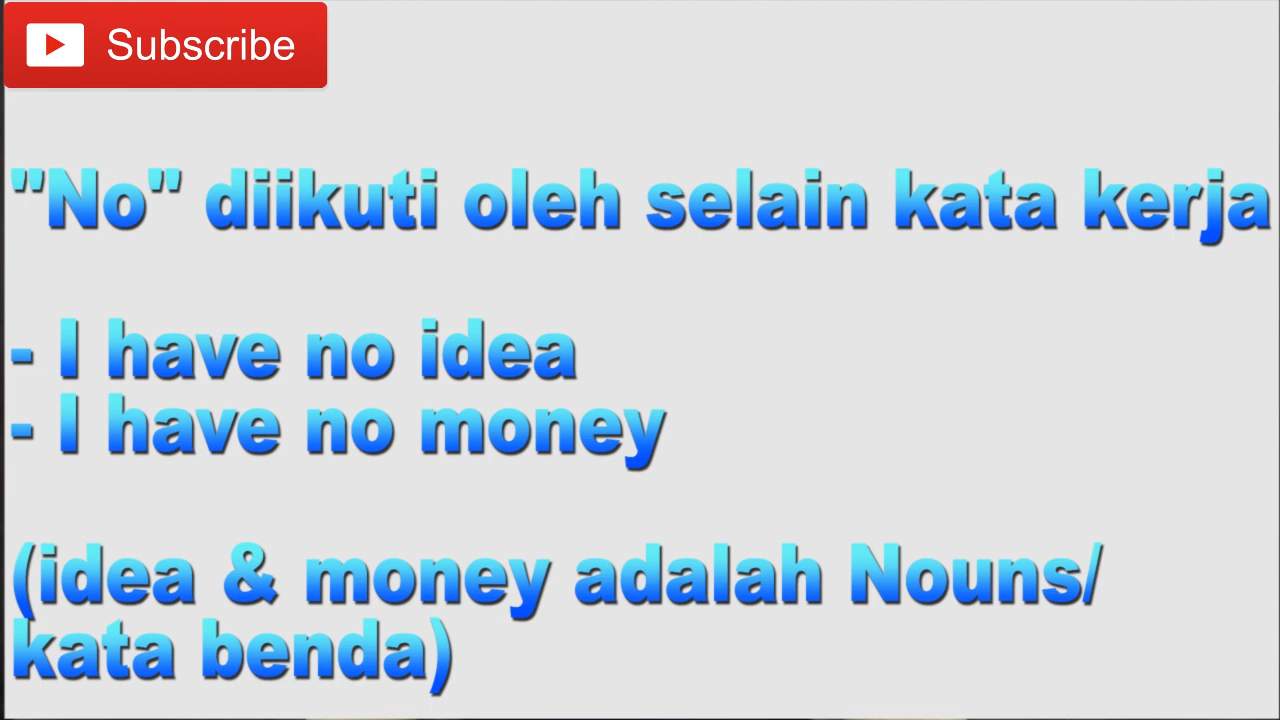 Subscribe
"No" diikuti oleh selain kata kerja
- I have no idea
- I have no money
(idea & money adalah Nouns/
kata benda)